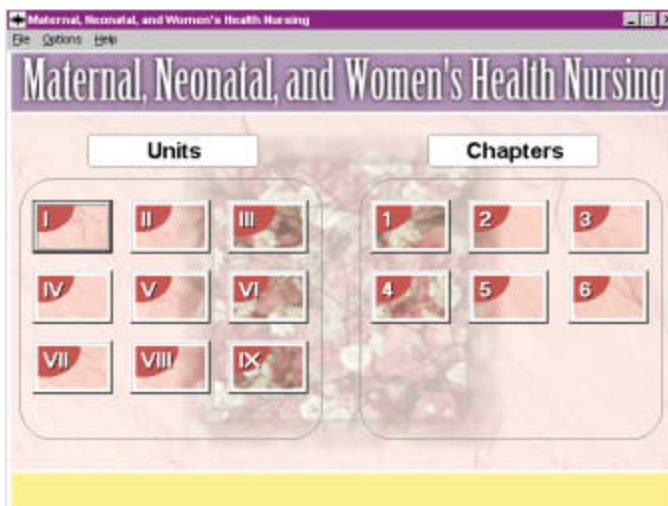 Maternal, Neonatal, and Women's Health Nursing
File Options Help
Maternal, Neonatal, and Women's Health Nursing
Units Chapters
I II III 1 2 3
IV V VI 4 5 6
VII VIII IX